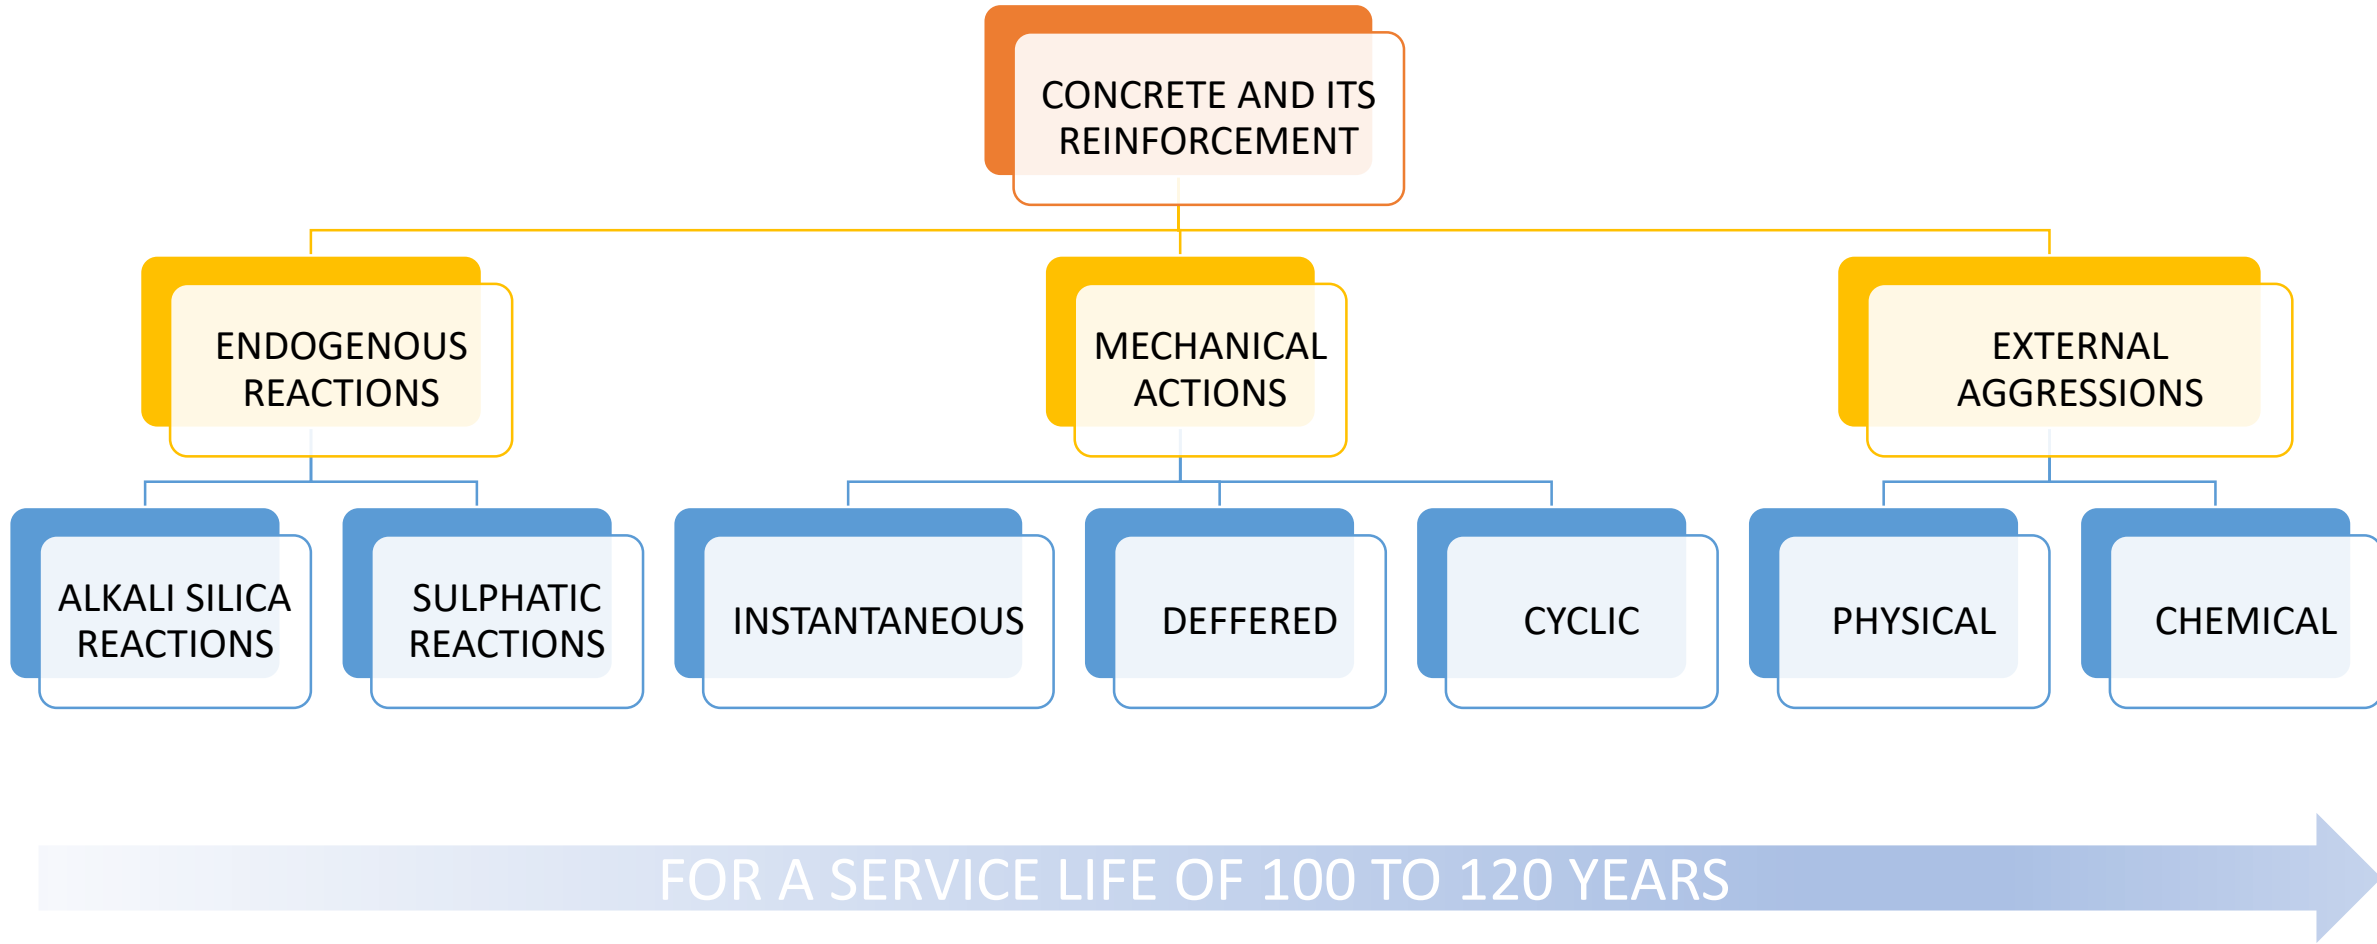 CONCRETE AND ITS
REINFORCEMENT
ENDOGENOUS
REACTIONS
MECHANICAL
ACTIONS
EXTERNAL
AGGRESSIONS
ALKALI SILICA
REACTIONS
SULPHATIC
REACTIONS
INSTANTANEOUS
DEFFERED
CYCLIC
PHYSICAL
CHEMICAL
FOR A SERVICE LIFE OF 100 TO 120 YEARS